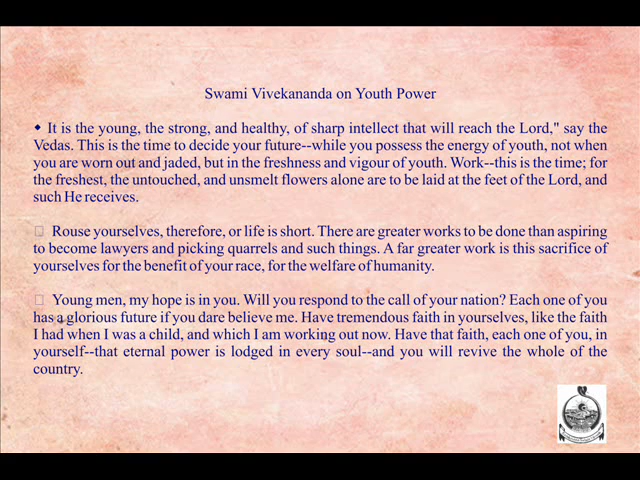 Swami Vivekananda on Youth Power
◆ It is the young, the strong, and healthy, of sharp intellect that will reach the Lord," say the
Vedas. This is the time to decide your future--while you possess the energy of youth, not when
you are worn out and jaded, but in the freshness and vigour of youth. Work--this is the time; for
the freshest, the untouched, and unsmelt flowers alone are to be laid at the feet of the Lord, and
such He receives.
□ Rouse yourselves, therefore, or life is short. There are greater works to be done than aspiring
to become lawyers and picking quarrels and such things. A far greater work is this sacrifice of
yourselves for the benefit of your race, for the welfare of humanity.
□ Young men, my hope is in you. Will you respond to the call of your nation? Each one of you
has a glorious future if you dare believe me. Have tremendous faith in yourselves, like the faith
I had when I was a child, and which I am working out now. Have that faith, each one of you, in
yourself--that eternal power is lodged in every soul--and you will revive the whole of the
country.